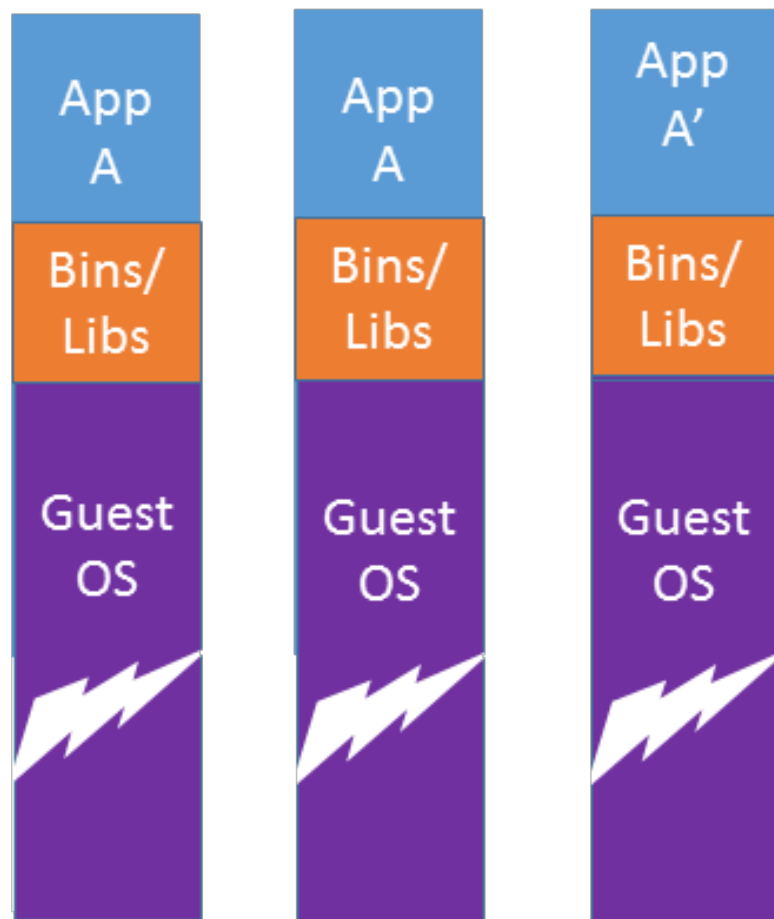 App
A
Bins/
Libs
Guest
OS
App
A
Bins/
Libs
Guest
OS
App
A’
Bins/
Libs
Guest
OS